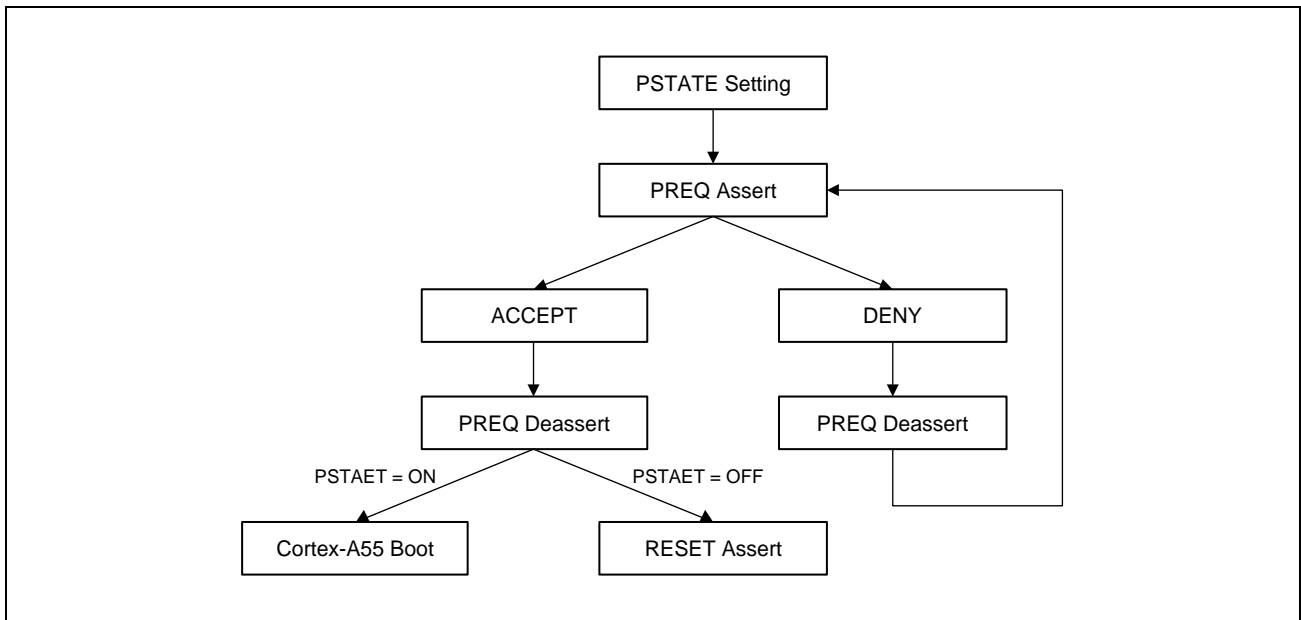 PSTATE Setting
PREQ Assert
ACCEPT
DENY
PREQ Deassert
PREQ Deassert
PSTAET = ON
PSTAET = OFF
Cortex-A55 Boot
RESET Assert